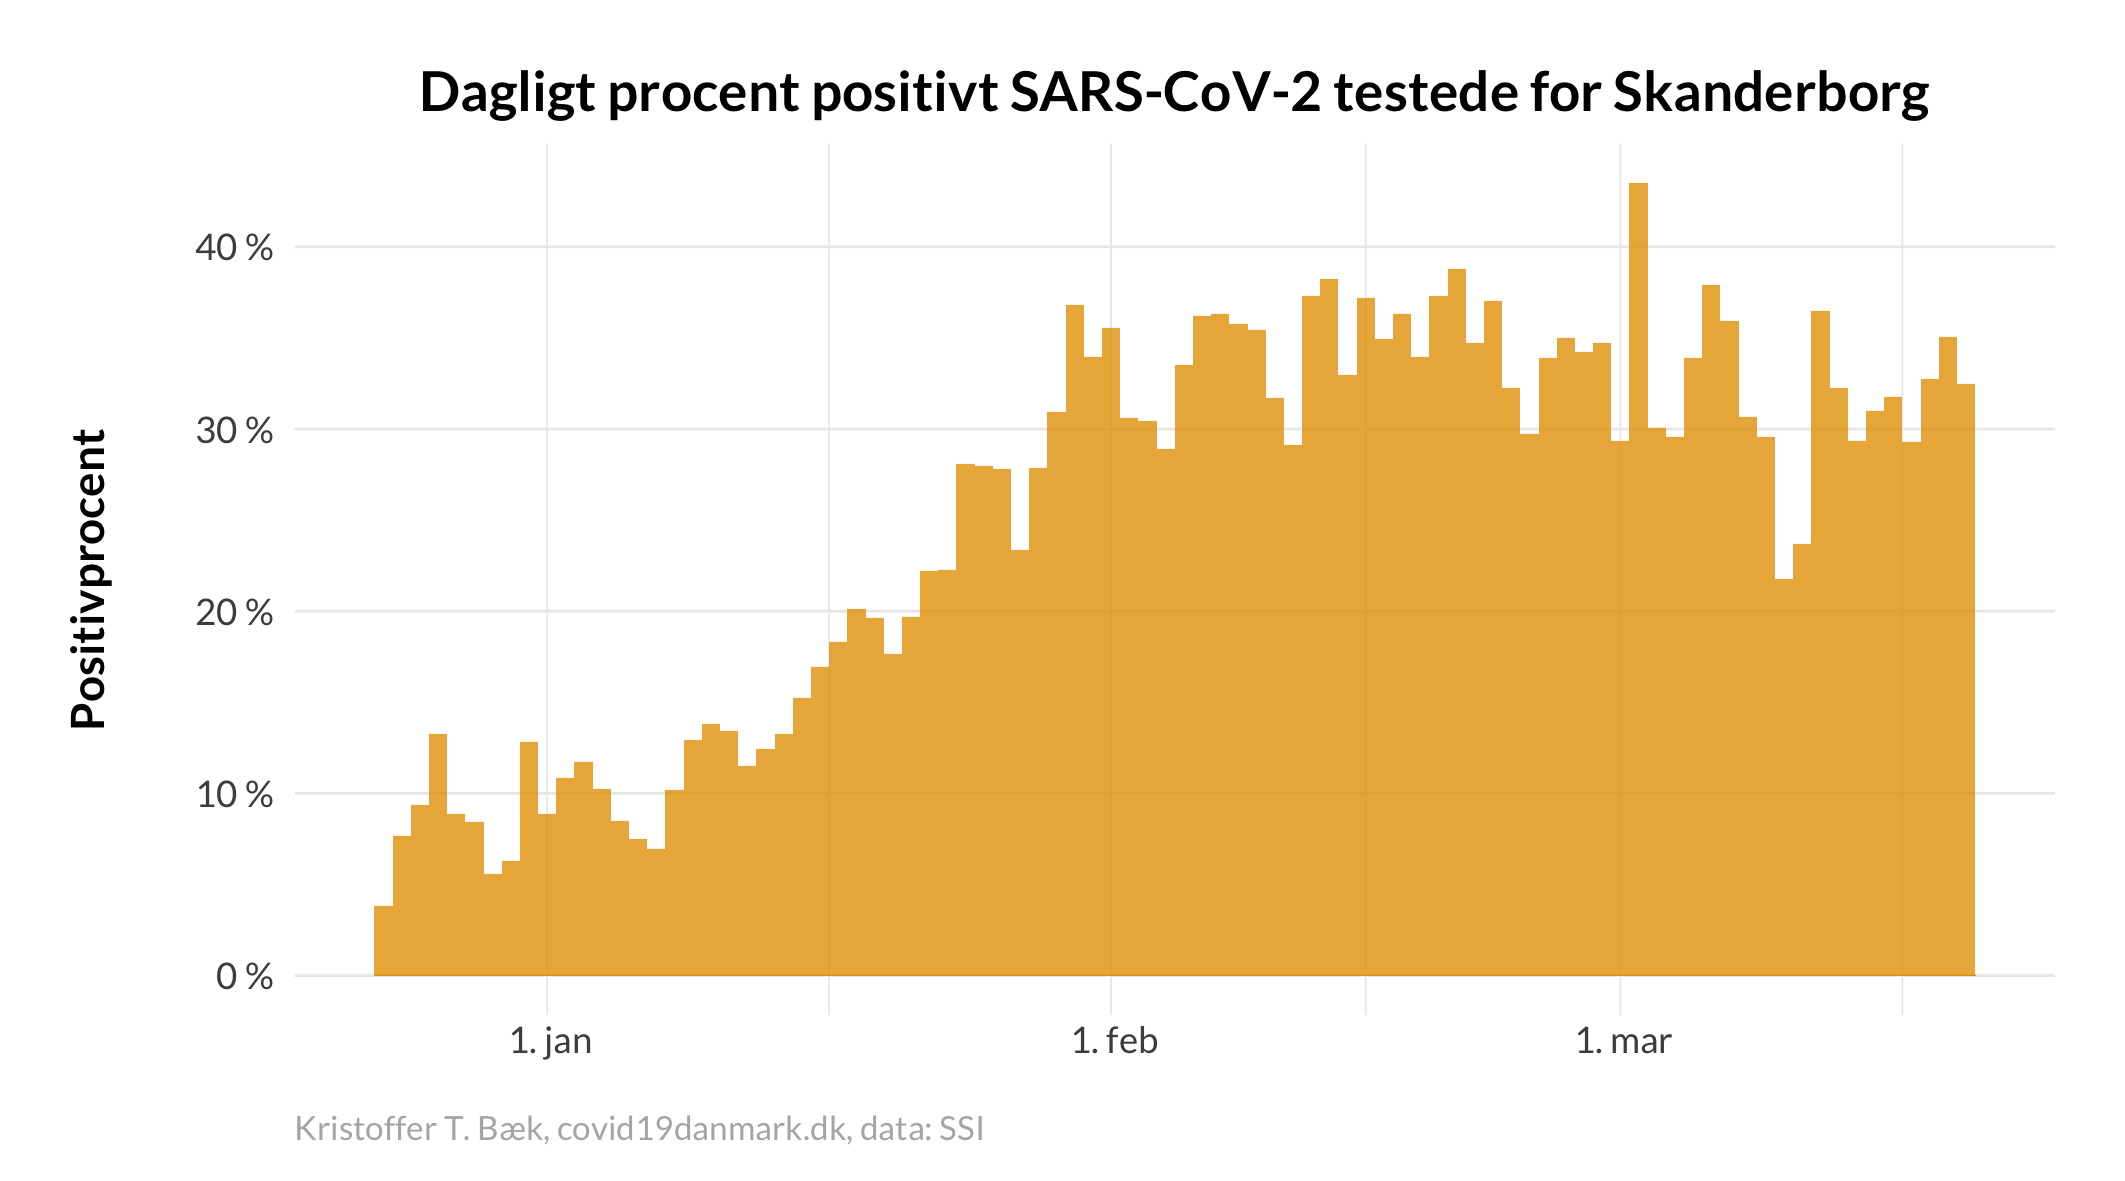 Dagligt procent positivt SARS-CoV-2 testede for Skanderborg
Positivprocent
40 %
30 %
20 %
10 %
0 %
1. jan
1. feb
1. mar
Kristoffer T. Bæk, covid19danmark.dk, data: SSI